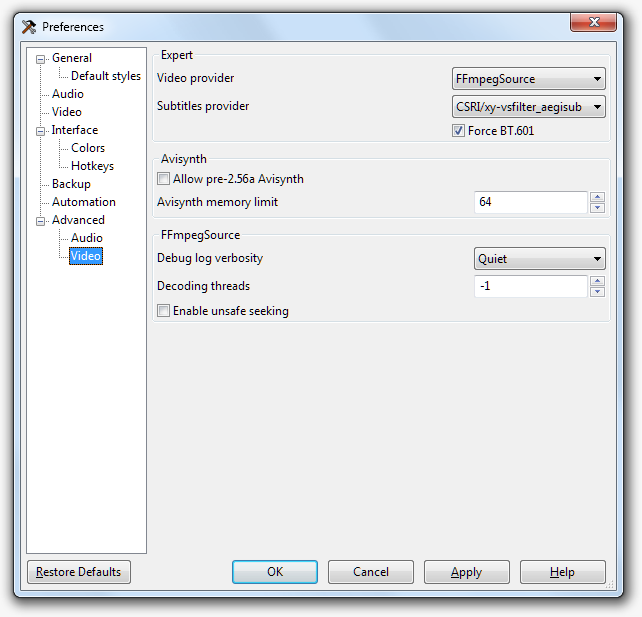 Preferences
General
Default styles
Audio
Video
Interface
Colors
Hotkeys
Backup
Automation
Advanced
Audio
Video
Expert
Video provider FFmpegSource
Subtitles provider CSRI/xy-vsfilter_aegisub
Force BT.601
Avisynth
Allow pre-2.56a Avisynth
Avisynth memory limit 64
FFmpegSource
Debug log verbosity Quiet
Decoding threads -1
Enable unsafe seeking
Restore Defaults OK Cancel Apply Help